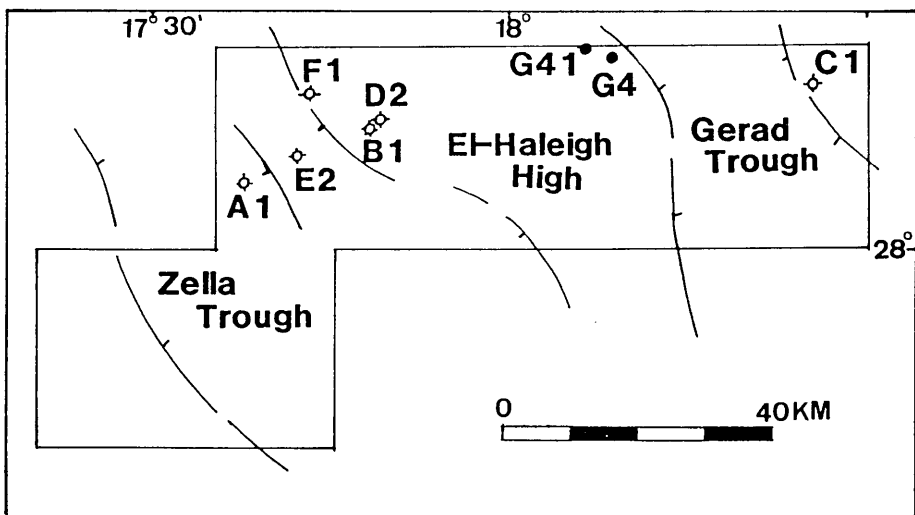 17° 30'
18°
F1
D2
B1
E2
A1
G41
G4
C1
El-Haleigh
High
Gerad
Trough
28°
Zella
Trough
0
40KM